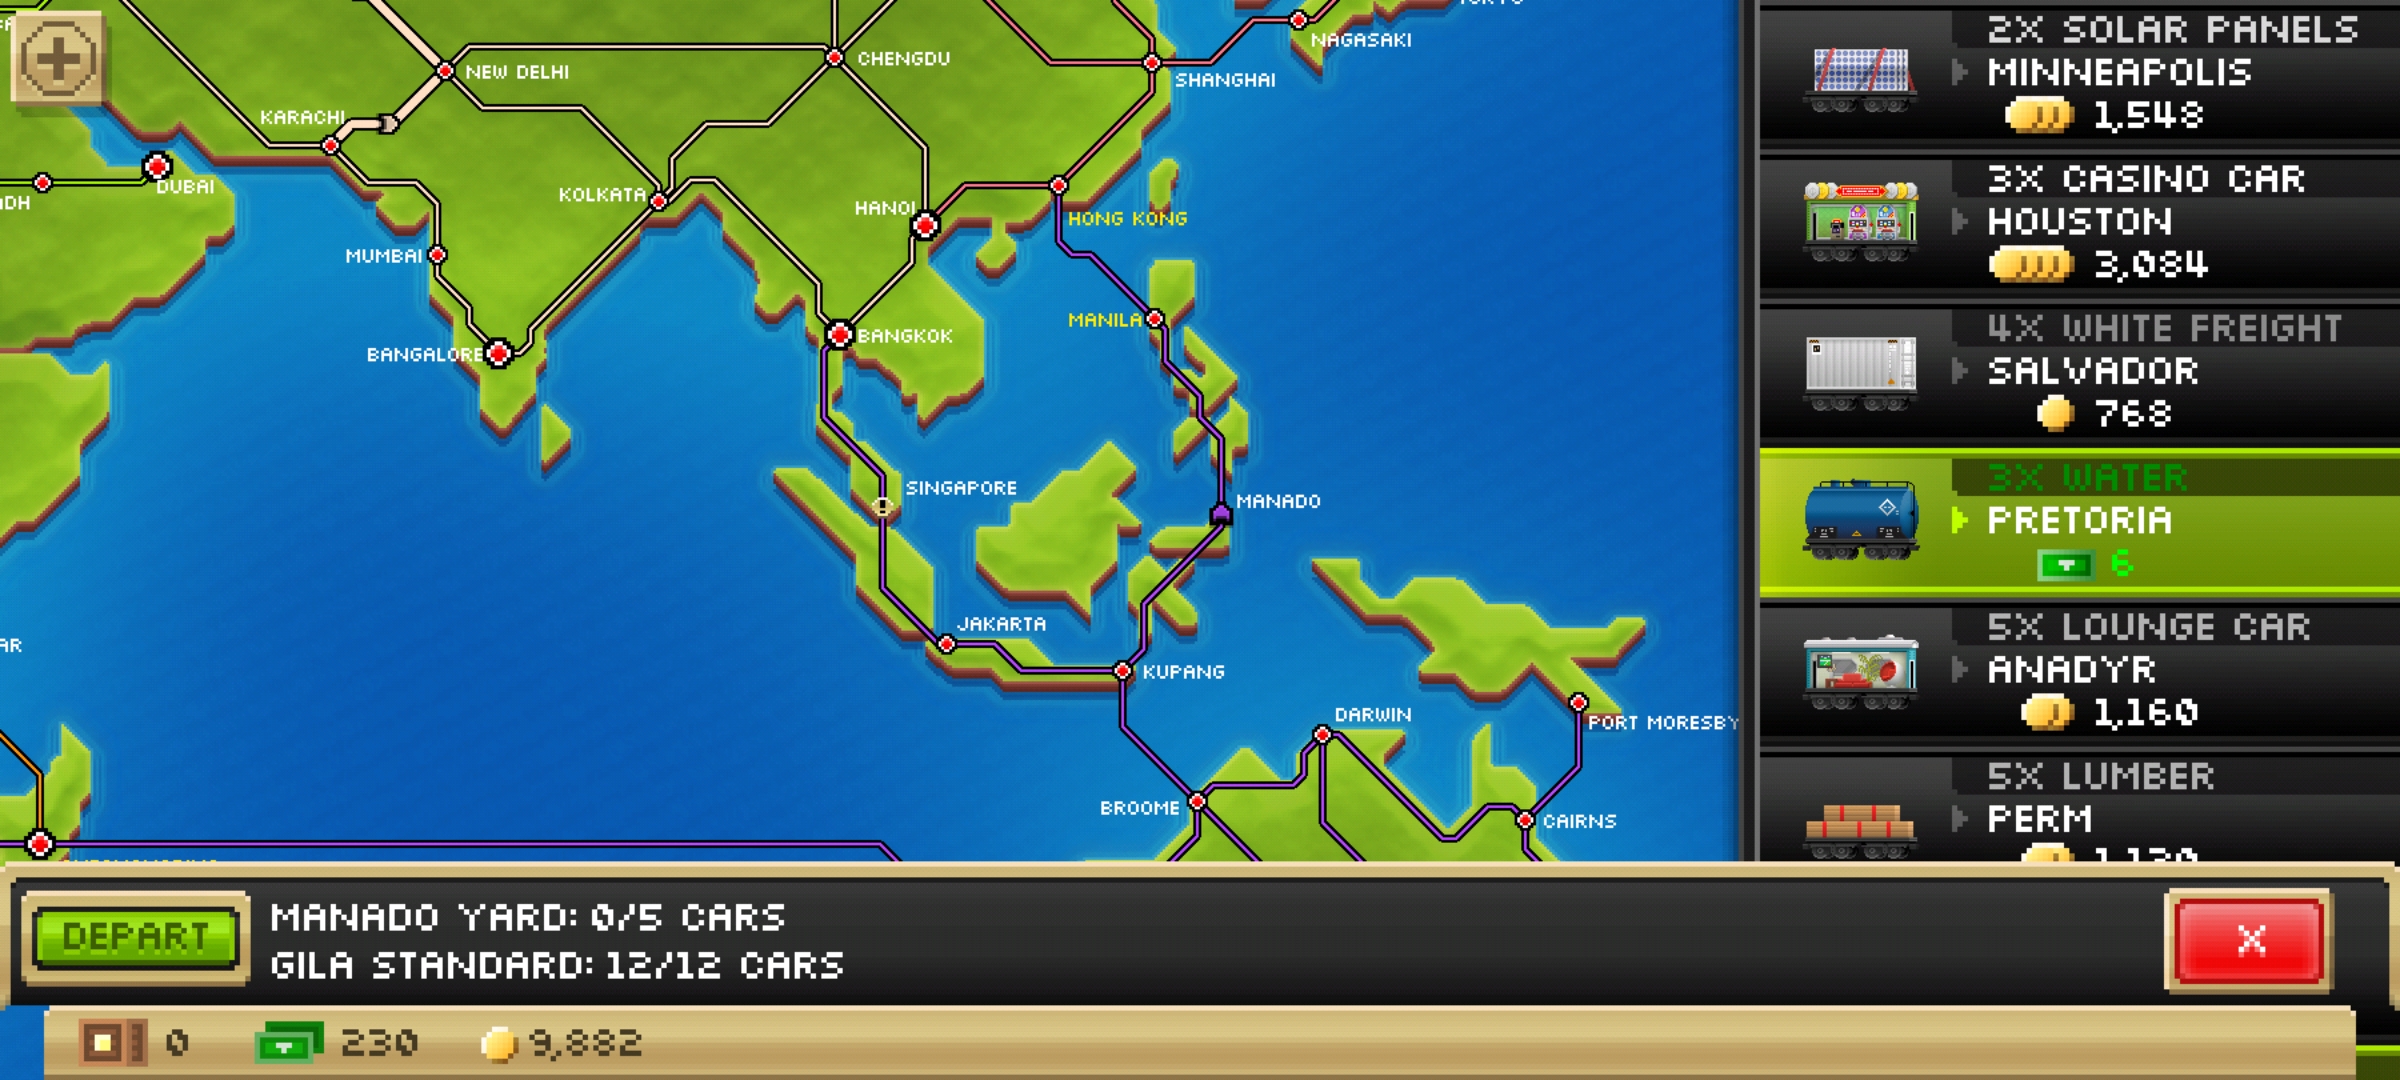 NAGASAKI
CHENGDU
NEW DELHI
SHANGHAI
KARACHI
DUBAI
KOLKATA
HANOI
HONG KONG
MUMBAI
MANILA
BANGKOK
BANGALORE
SINGAPORE
MANADO
JAKARTA
KUPANG
DARWIN
PORT MORESBY
BROOME
CAIRNS
2X SOLAR PANELS
MINNEAPOLIS
1,548
3X CASINO CAR
HOUSTON
3,084
4X WHITE FREIGHT
SALVADOR
768
3X WATER
PRETORIA
6
5X LOUNGE CAR
ANADYR
1,160
5X LUMBER
PERM
DEPART
MANADO YARD: 0/5 CARS
GILA STANDARD: 12/12 CARS
X
0
230
9,882